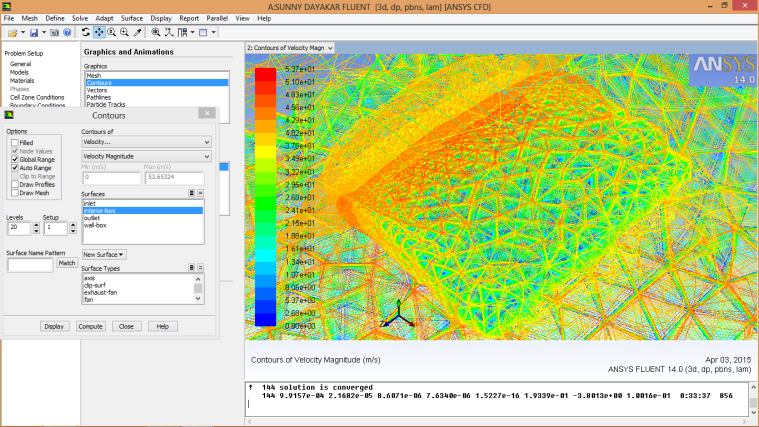 A:SUNNY DAYAKAR FLUENT [3d, dp, pbns, lam] [ANSYS CFD]
File Mesh Define Solve Adapt Surface Display Report Parallel View Help
Problem Setup
General
Models
Materials
Phases
Cell Zone Conditions
Boundary Conditions
Graphics and Animations
Graphics
Mesh
Contours
Vectors
Pathlines
Particle Tracks
Contours
Options
Filled
Node Values
Global Range
Auto Range
Clip to Range
Draw Profiles
Draw Mesh
Levels
Setup
20
1
Surface Name Pattern
Match
Contours of
Velocity...
Velocity Magnitude
Min (m/s)
Max (m/s)
0
53.65324
Surfaces
inlet
interior-box
outlet
wall-box
New Surface
Surface Types
axis
clip-surf
exhaust-fan
fan
Display
Compute
Close
Help
2: Contours of Velocity Magn
5.37e+01
5.10e+01
4.83e+01
4.56e+01
4.29e+01
4.02e+01
3.76e+01
3.49e+01
3.22e+01
2.95e+01
2.68e+01
2.41e+01
2.15e+01
1.88e+01
1.61e+01
1.34e+01
1.07e+01
8.05e+00
5.37e+00
2.68e+00
0.00e+00
Z
ANSYS
14.0
Contours of Velocity Magnitude (m/s)
Apr 03, 2015
ANSYS FLUENT 14.0 (3d, dp, pbns, lam)
! 144 solution is converged
144 9.9157e-04 2.1682e-05 8.6071e-06 7.6340e-06 1.5227e-16 1.9339e-01 -3.8013e+00 1.0016e-01 0:33:37 856